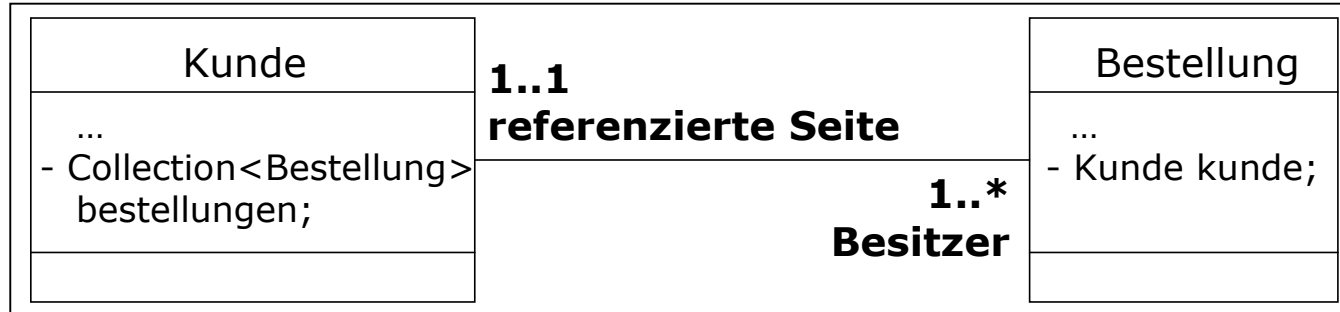 Kunde
…
- Collection<Bestellung>
bestellungen;
1..1
referenzierte Seite
1..*
Besitzer
Bestellung
…
- Kunde kunde;